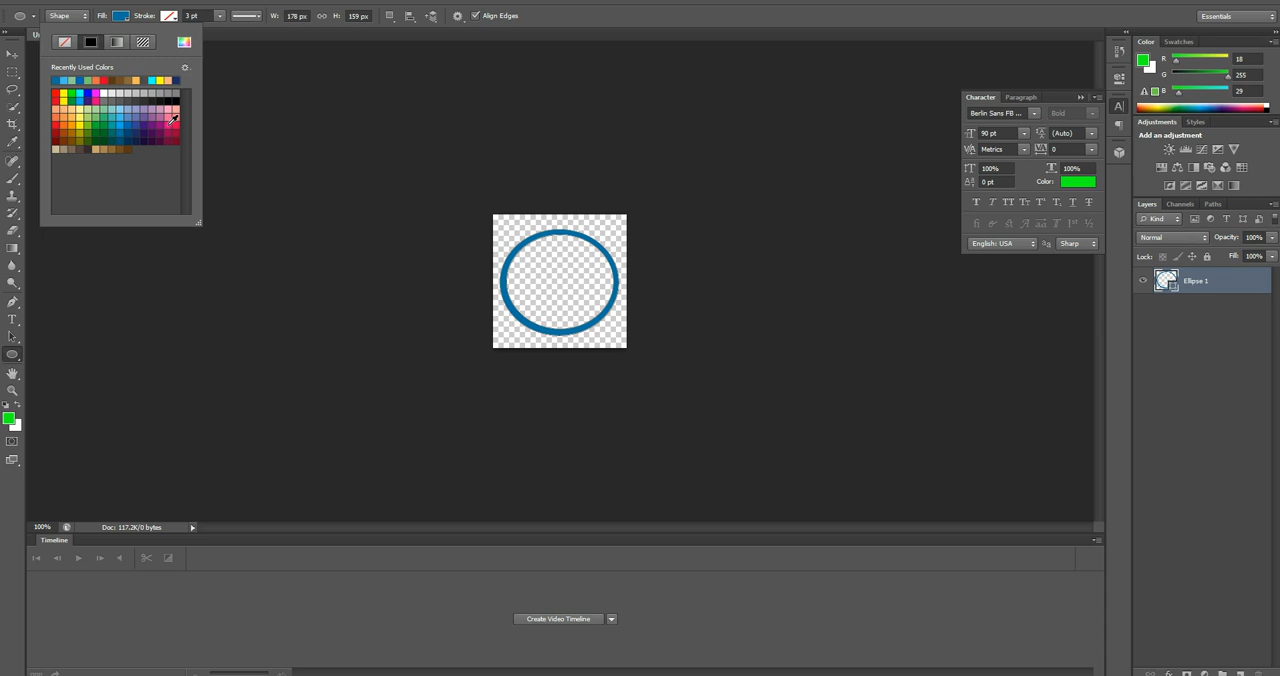 Shape Fill: Stroke: 3 pt W: 178 px H: 159 px Align Edges Essentials
Recently Used Colors
Color Swatches
R 18
G 255
B 29
Adjustments Styles
Add an adjustment
Character Paragraph
Berlin Sans FB ... Bold
90 pt (Auto)
Metrics 0
100% 100%
0 pt Color:
English: USA Sharp
Layers Channels Paths
Kind
Normal Opacity: 100%
Lock: Fill: 100%
Ellipse 1
100% Doc: 117.2K/0 bytes
Timeline
Create Video Timeline